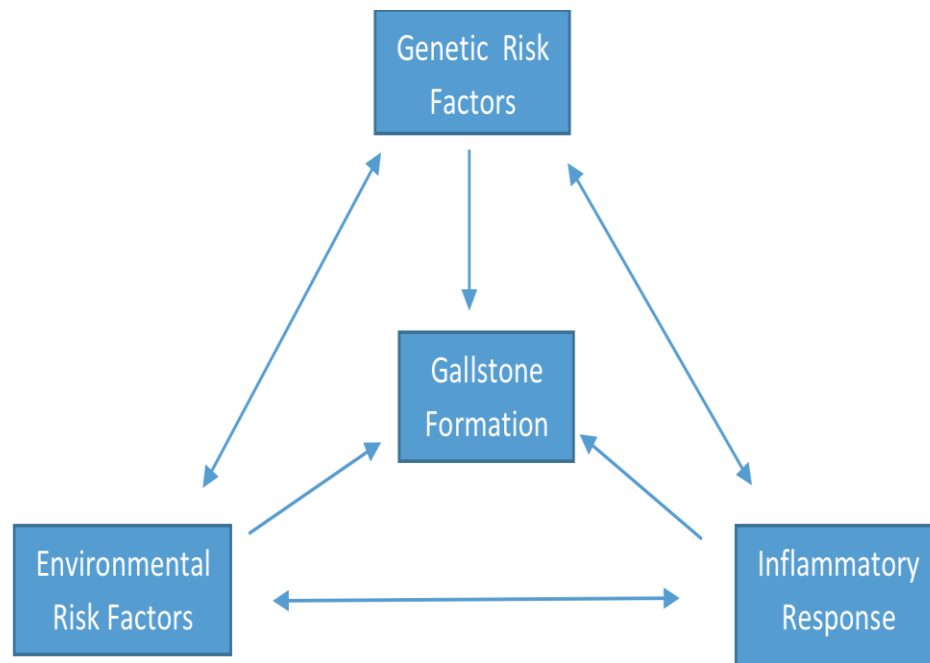 Genetic Risk
Factors
Gallstone
Formation
Environmental
Risk Factors
Inflammatory
Response